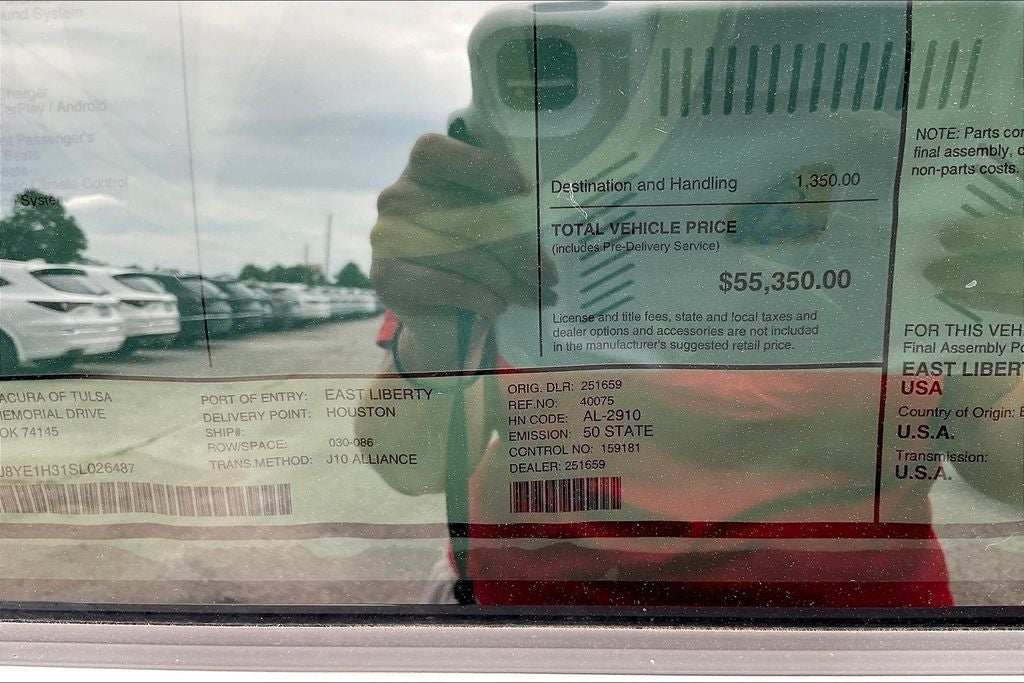 und System
Charger
CarPlay / Android
Passenger's
Seats
Climate Control
Syster
Destination and Handling 1,350.00
TOTAL VEHICLE PRICE
(includes Pre-Delivery Service)
$55,350.00
License and title fees, state and local taxes and
dealer options and accessories are not included
in the manufacturer's suggested retail price.
NOTE: Parts con
final assembly,
non-parts costs.
ACURA OF TULSA
MEMORIAL DRIVE
OK 74145
J8YE1H31SL026487
PORT OF ENTRY: EAST LIBERTY
DELIVERY POINT: HOUSTON
SHIP#:
ROW/SPACE: 030-086
TRANS.METHOD: J10 ALLIANCE
ORIG. DLR: 251659
REF.NO: 40075
HN CODE: AL-2910
EMISSION: 50 STATE
CONTROL NO: 159181
DEALER: 251659
FOR THIS VEH
Final Assembly Po
EAST LIBERT
USA
Country of Origin: E
U.S.A.
Transmission:
U.S.A.